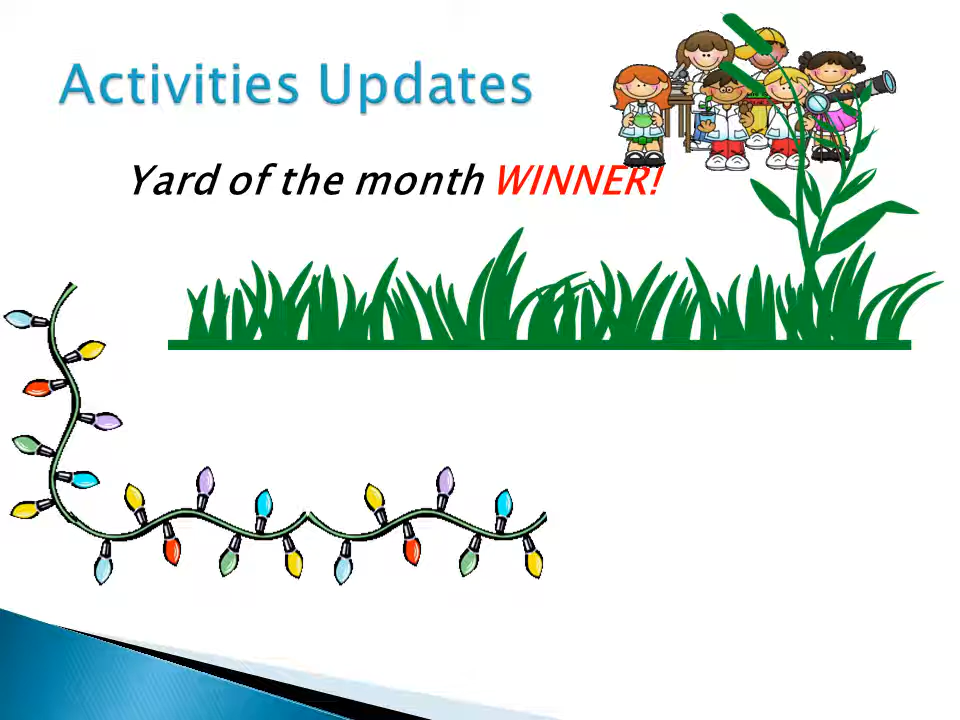 Activities Updates
Yard of the month WINNER!